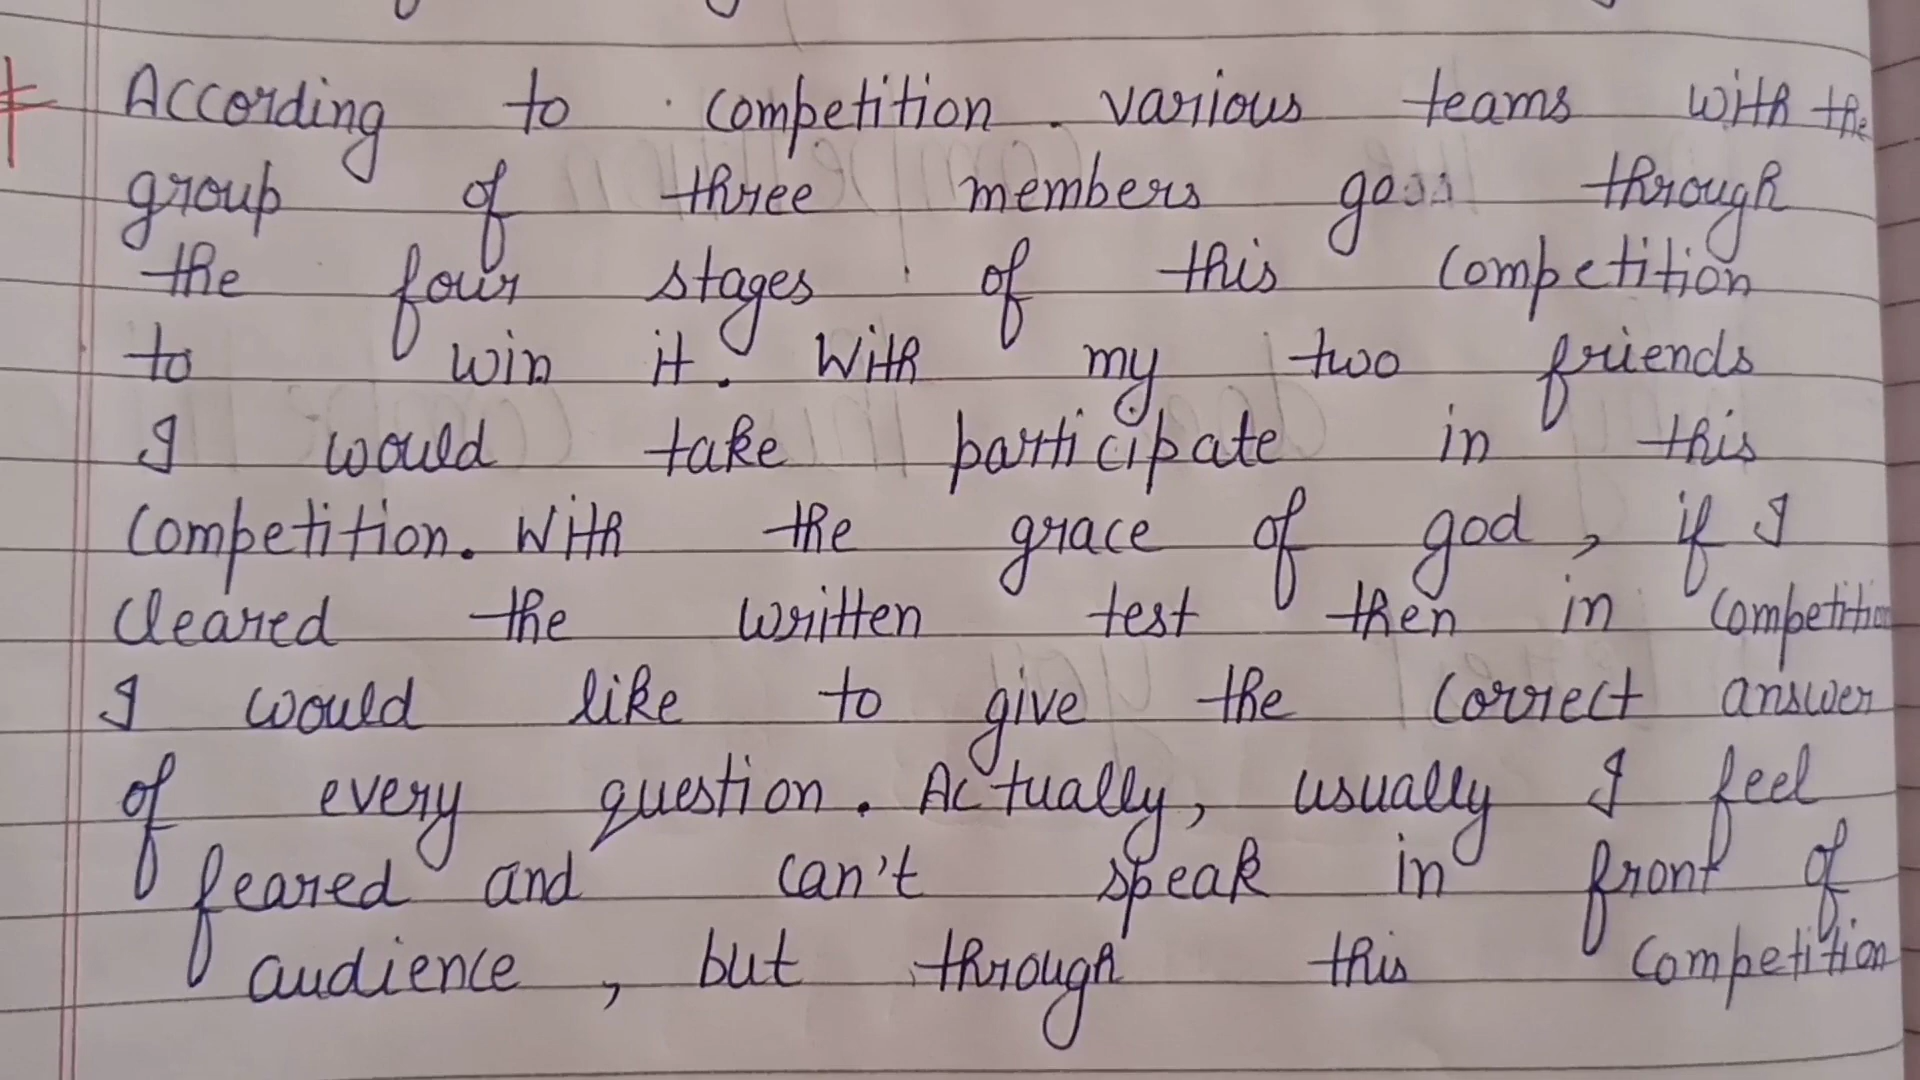 According to competition . various teams with the
group of three members goes through
the four stages of this competition
to win it. With my two friends
I would take participate in this
competition. With the grace of god, if I
cleared the written test then in competition
I would like to give the correct answer
of every question. Actually, usually I feel
feared and can't speak in front of
audience, but through this competition